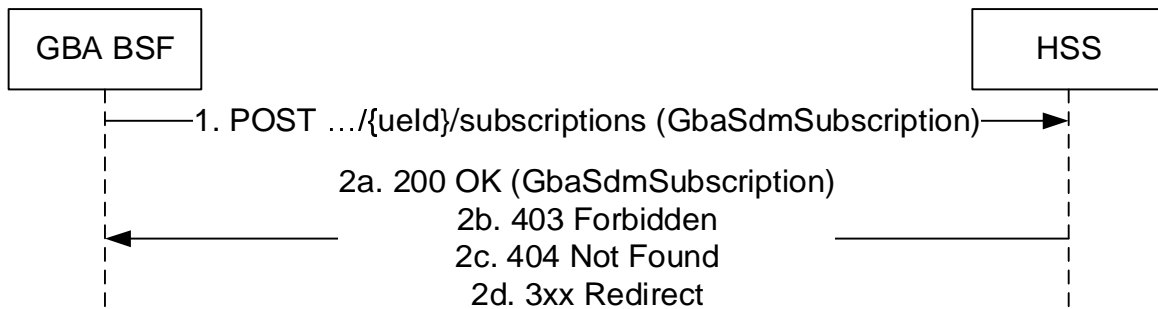 GBA BSF
HSS
1. POST …/{ueId}/subscriptions (GbaSdmSubscription)
2a. 200 OK (GbaSdmSubscription)
2b. 403 Forbidden
2c. 404 Not Found
2d. 3xx Redirect